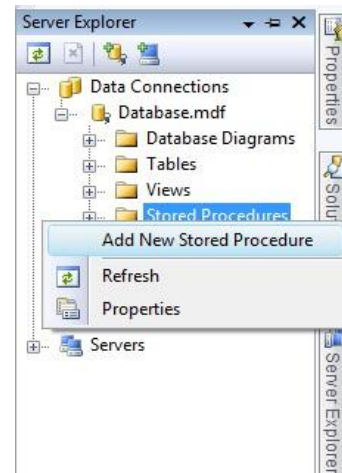 Server Explorer
Data Connections
Database.mdf
Database Diagrams
Tables
Views
Stored Procedures
Add New Stored Procedure
Refresh
Properties
Servers
Properties
Solu
Server Explorer